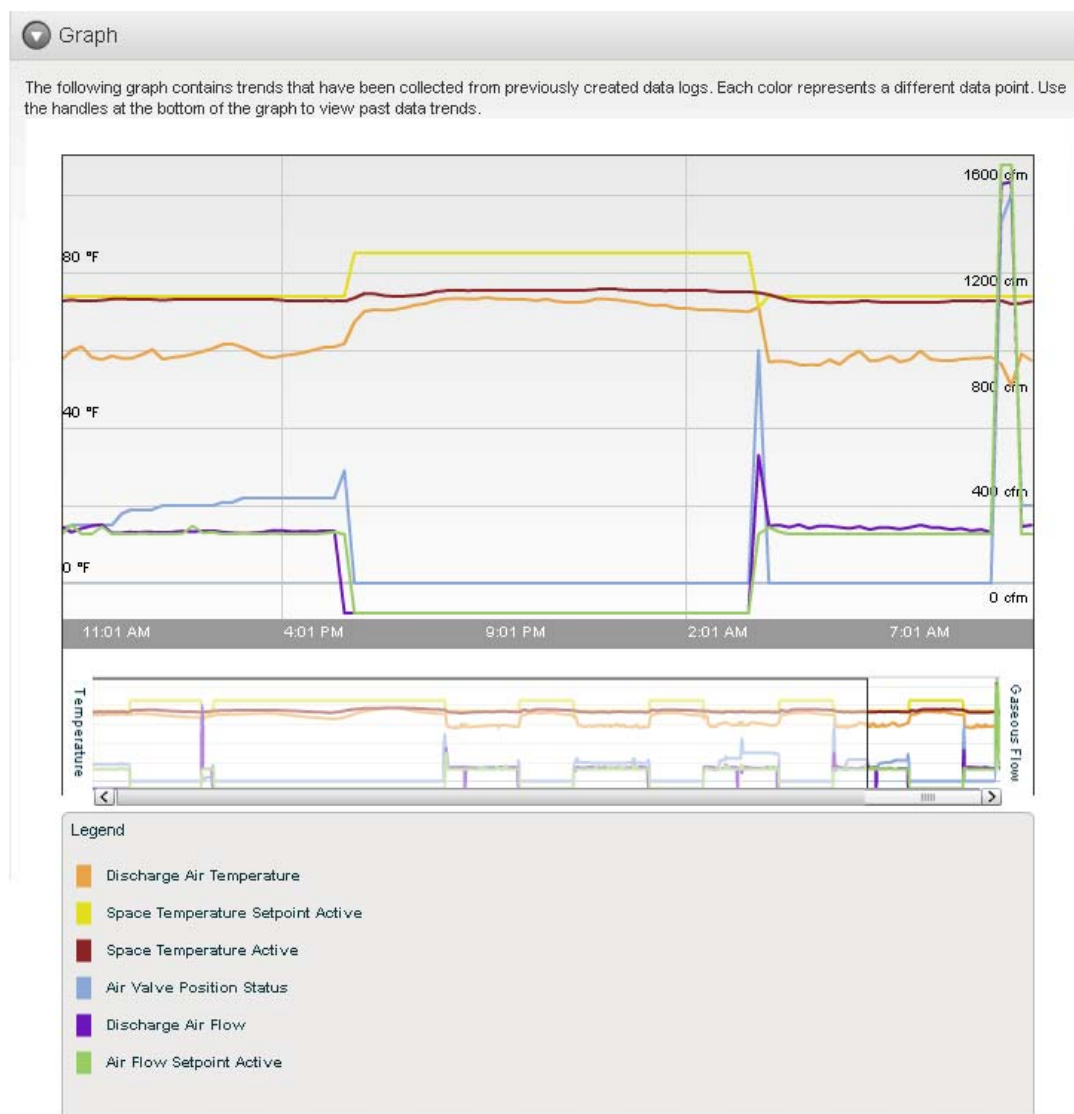 Graph
The following graph contains trends that have been collected from previously created data logs. Each color represents a different data point. Use
the handles at the bottom of the graph to view past data trends.
1600 cfm
80 °F
1200 cfm
800 cfm
40 °F
400 cfm
0 °F
0 cfm
11:01 AM 4:01 PM 9:01 PM 2:01 AM 7:01 AM
Temperature
Gaseous Flow
Legend
Discharge Air Temperature
Space Temperature Setpoint Active
Space Temperature Active
Air Valve Position Status
Discharge Air Flow
Air Flow Setpoint Active